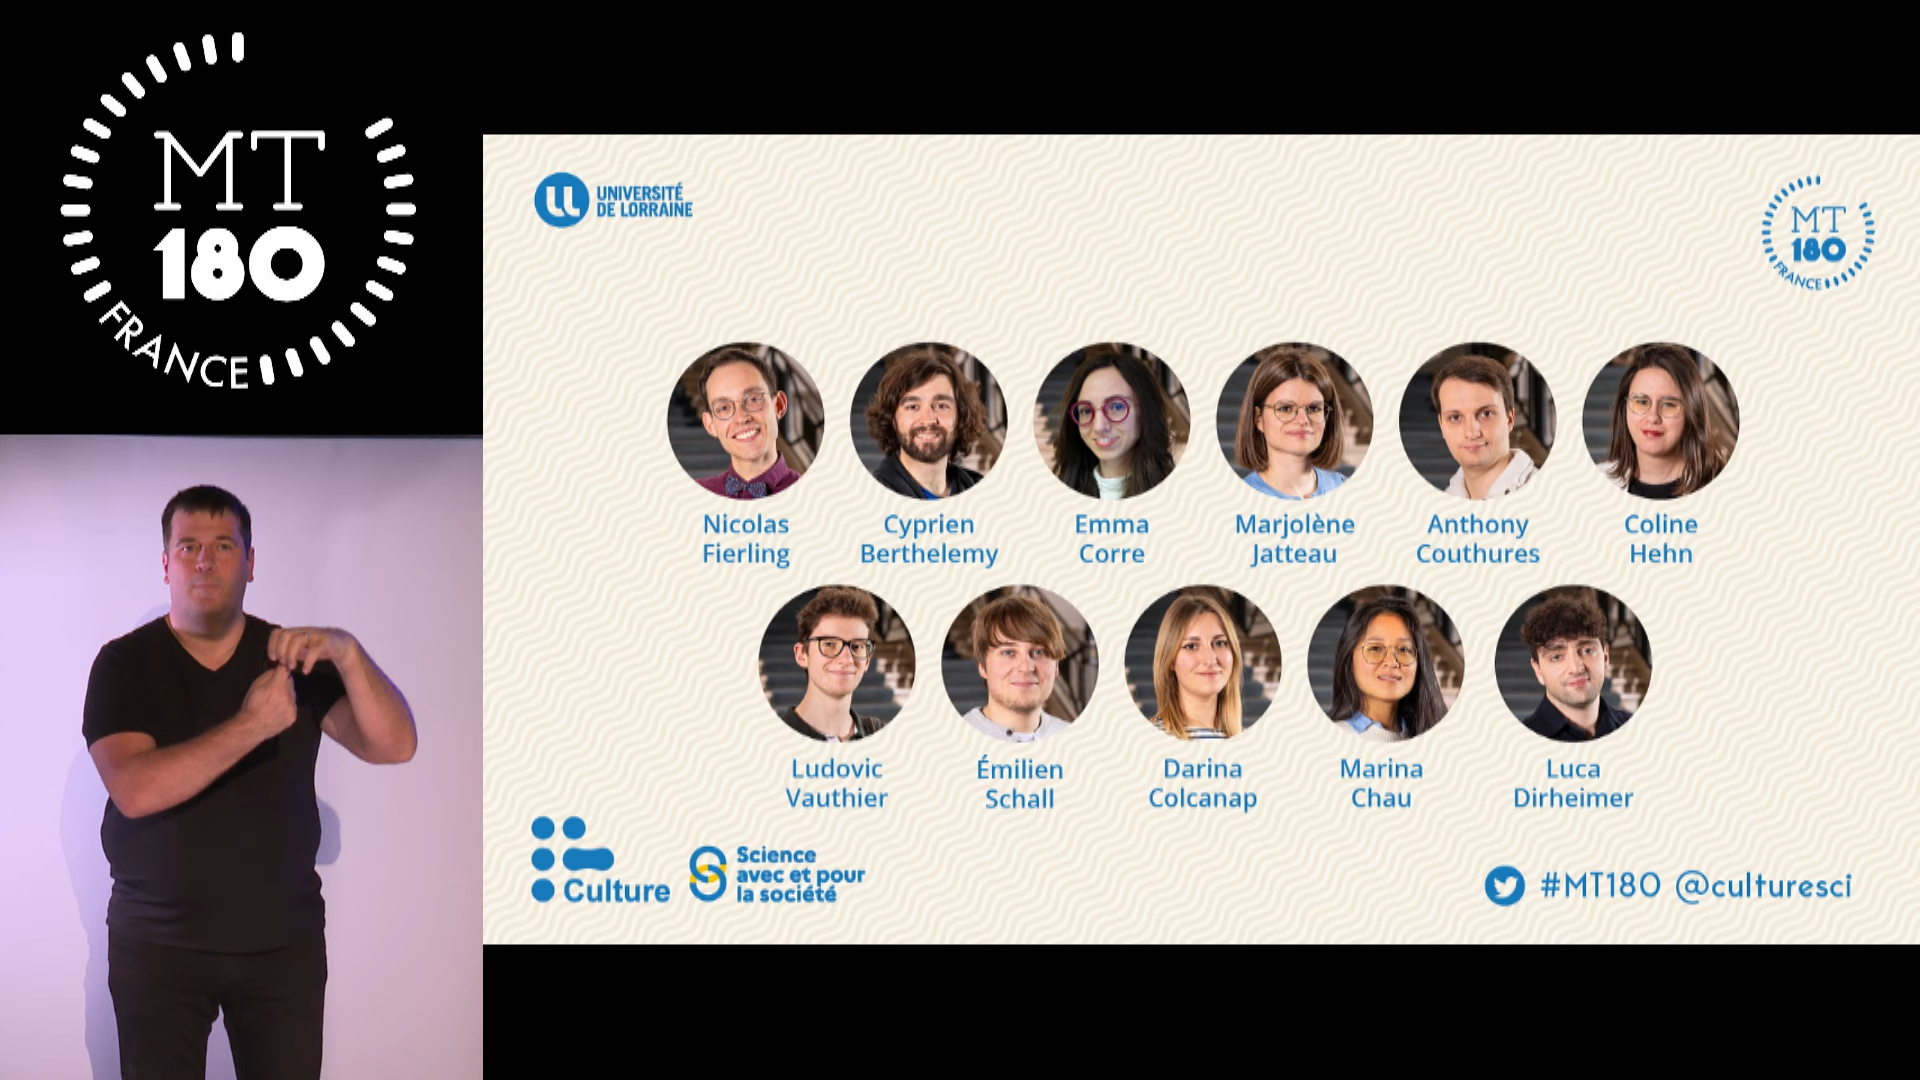 MT
180
FRANCE
UNIVERSITÉ
DE LORRAINE
MT
180
FRANCE
Nicolas
Fierling
Cyprien
Berthelemy
Emma
Corre
Marjolène
Jatteau
Anthony
Couthures
Coline
Hehn
Ludovic
Vauthier
Émilien
Schall
Darina
Colcanap
Marina
Chau
Luca
Dirheimer
Culture
Science
avec et pour
la société
#MT180 @culturesci